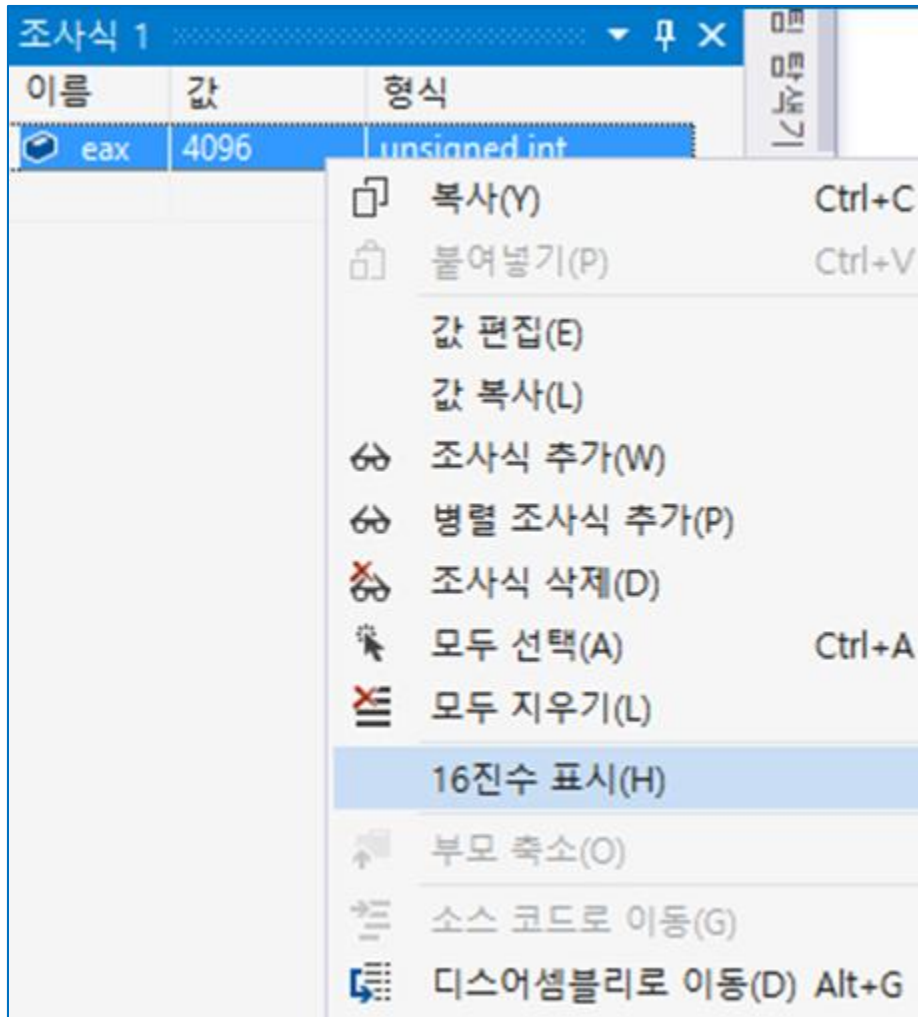 조사식 1
이름 값 형식
eax 4096 unsigned int
복사(Y) Ctrl+C
붙여넣기(P) Ctrl+V
값 편집(E)
값 복사(L)
조사식 추가(W)
병렬 조사식 추가(P)
조사식 삭제(D)
모두 선택(A) Ctrl+A
모두 지우기(L)
16진수 표시(H)
부모 축소(O)
소스 코드로 이동(G)
디스어셈블리로 이동(D) Alt+G
탐색기